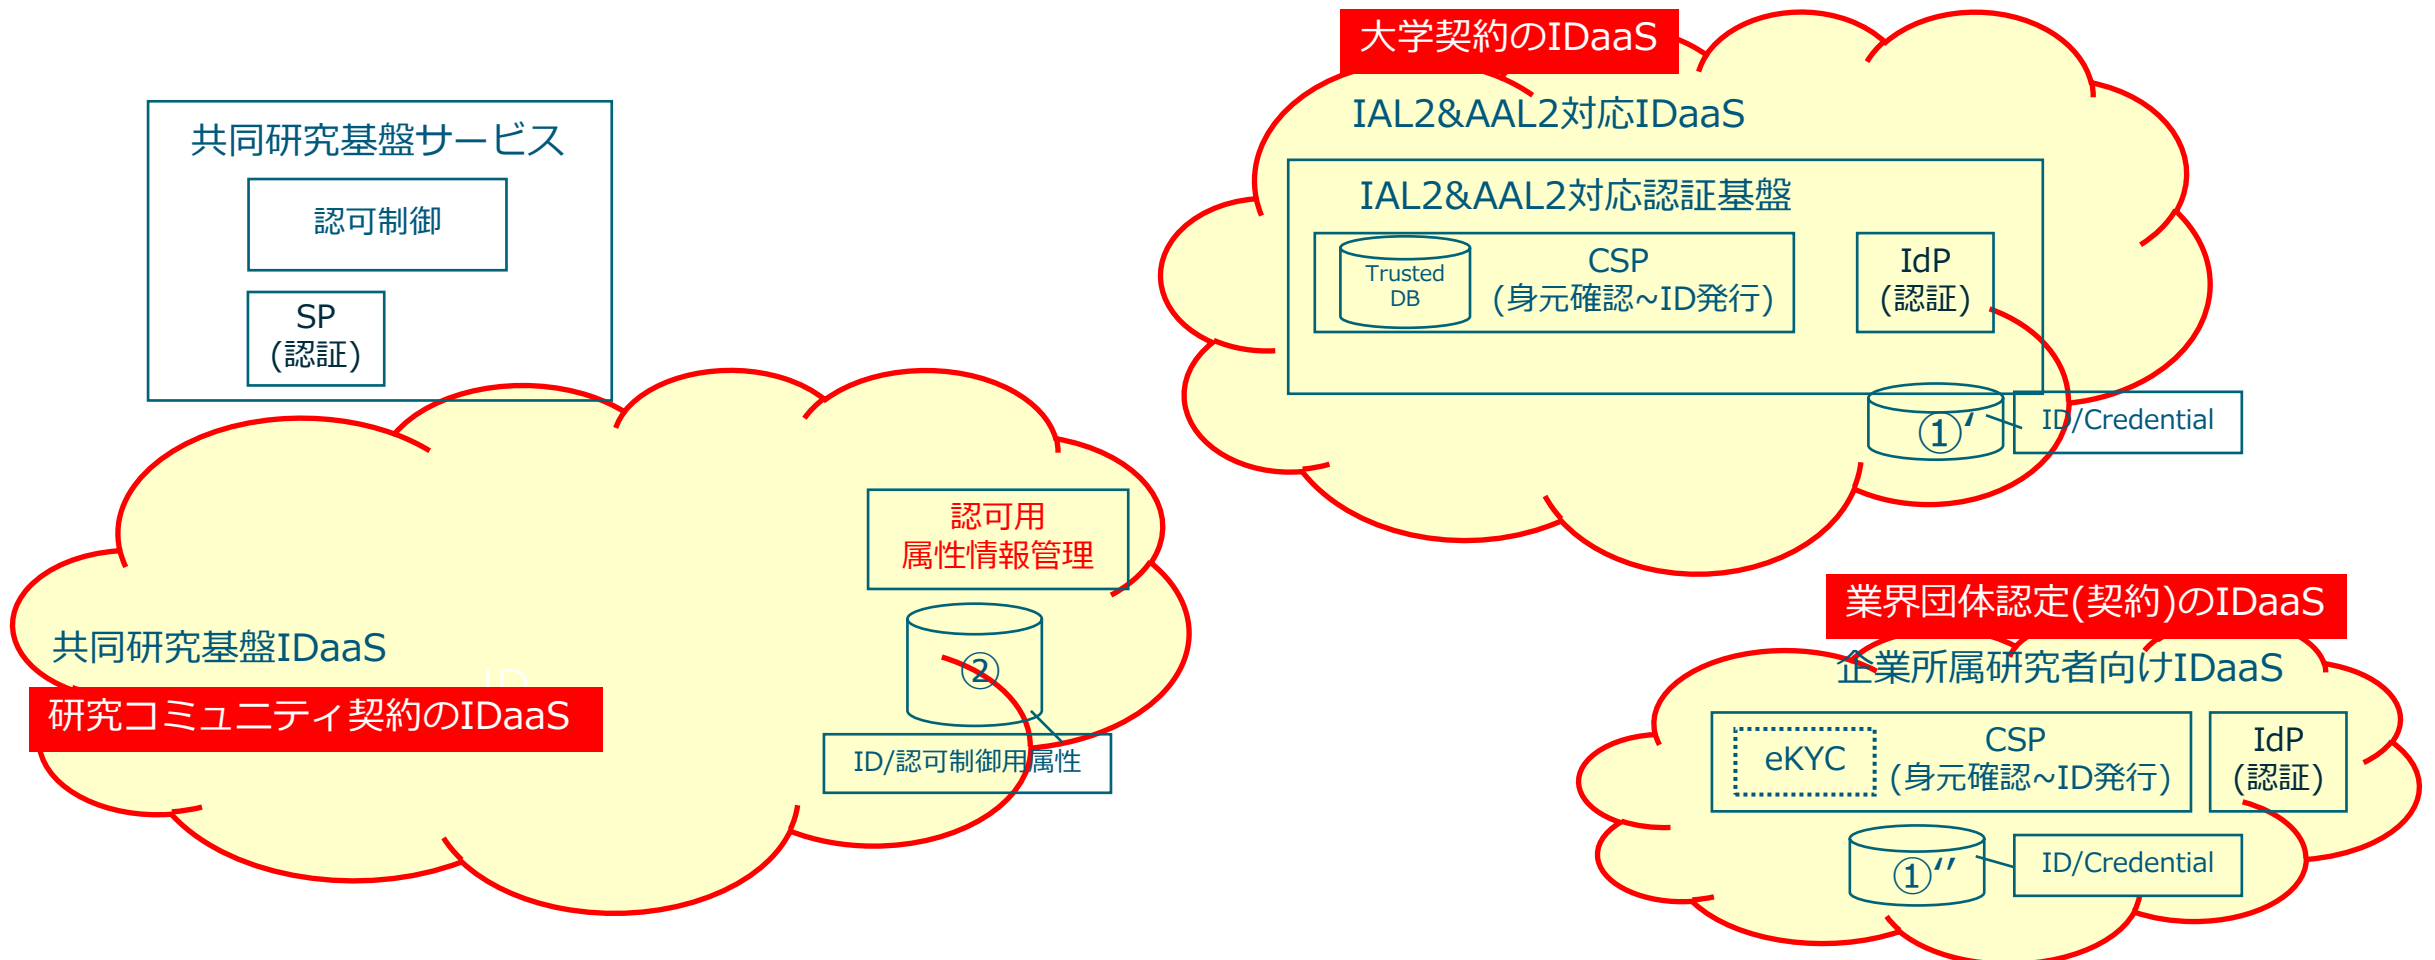 大学契約のIDaaS
IAL2&AAL2対応IDaaS
IAL2&AAL2対応認証基盤
Trusted
DB
CSP
(身元確認~ID発行)
IdP
(認証)
①′
ID/Credential
共同研究基盤サービス
認可制御
SP
(認証)
認可用
属性情報管理
②
ID/認可制御用属性
共同研究基盤IDaaS
ID
研究コミュニティ契約のIDaaS
業界団体認定(契約)のIDaaS
企業所属研究者向けIDaaS
eKYC
CSP
(身元確認~ID発行)
IdP
(認証)
①′′
ID/Credential